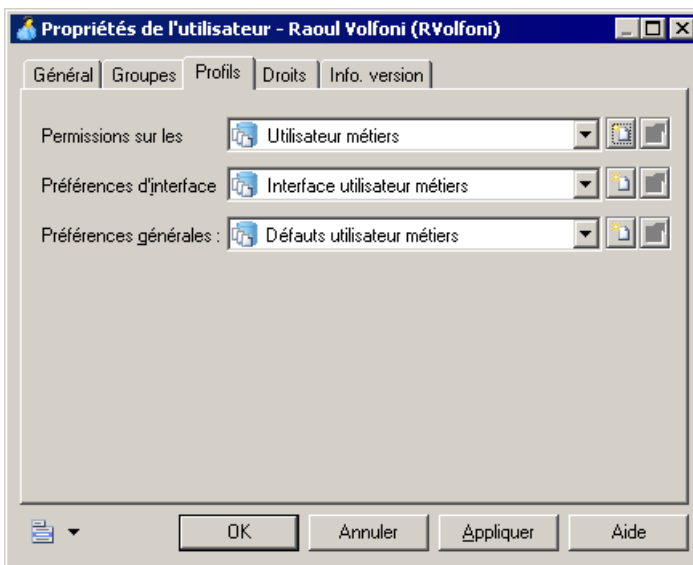 Propriétés de l'utilisateur - Raoul Volfoni (RVolfoni)
Général Groupes Profils Droits Info. version
Permissions sur les Utilisateur métiers
Préférences d'interface Interface utilisateur métiers
Préférences générales : Défauts utilisateur métiers
OK Annuler Appliquer Aide